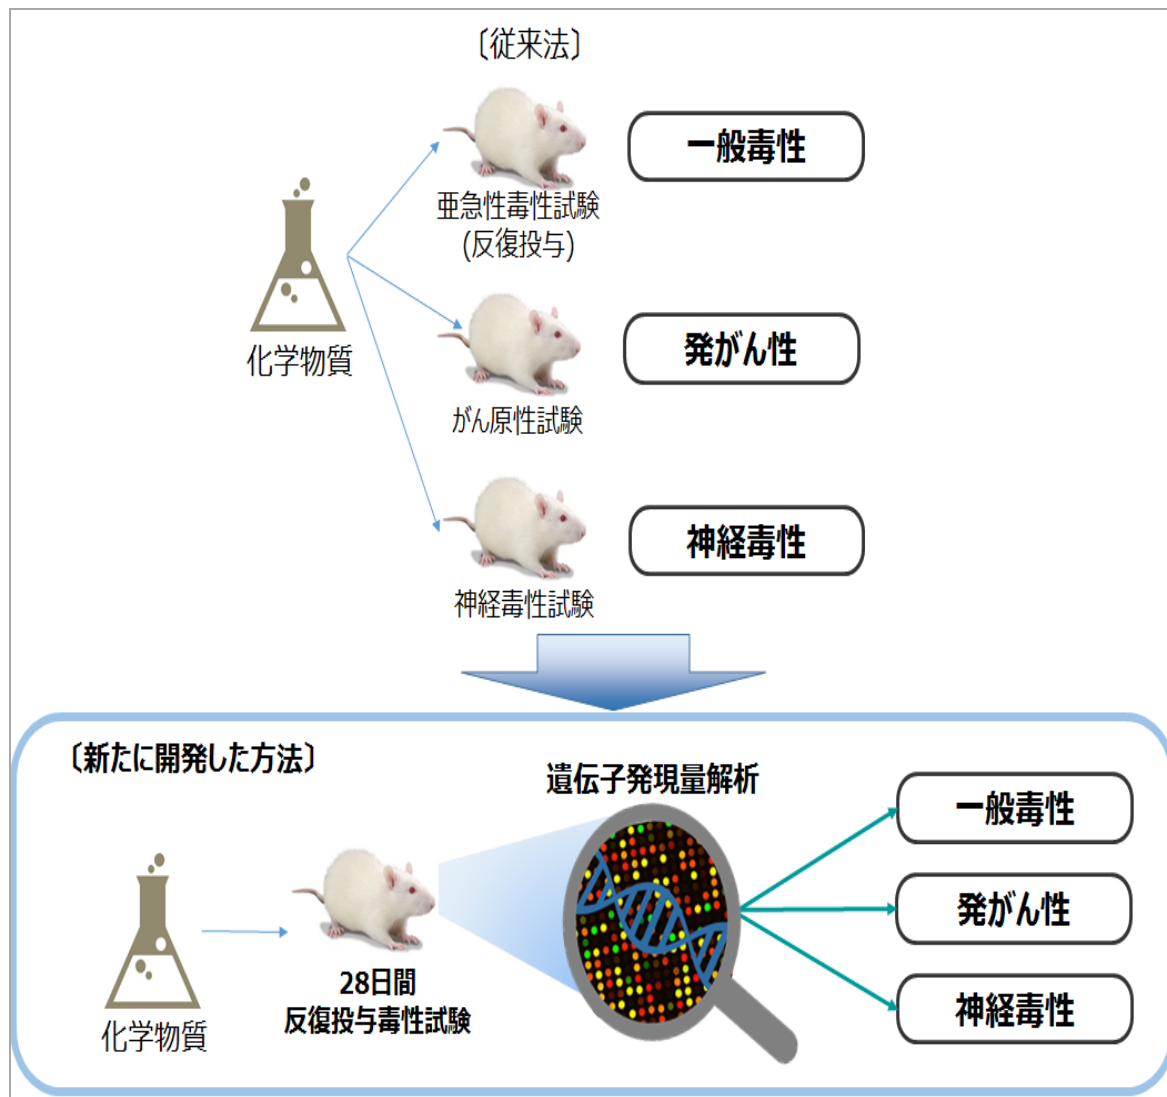 〔従来法〕
一般毒性
亜急性毒性試験
(反復投与)
化学物質
発がん性
がん原性試験
神経毒性
神経毒性試験
〔新たに開発した方法〕
遺伝子発現量解析
一般毒性
発がん性
神経毒性
28日間
反復投与毒性試験
化学物質